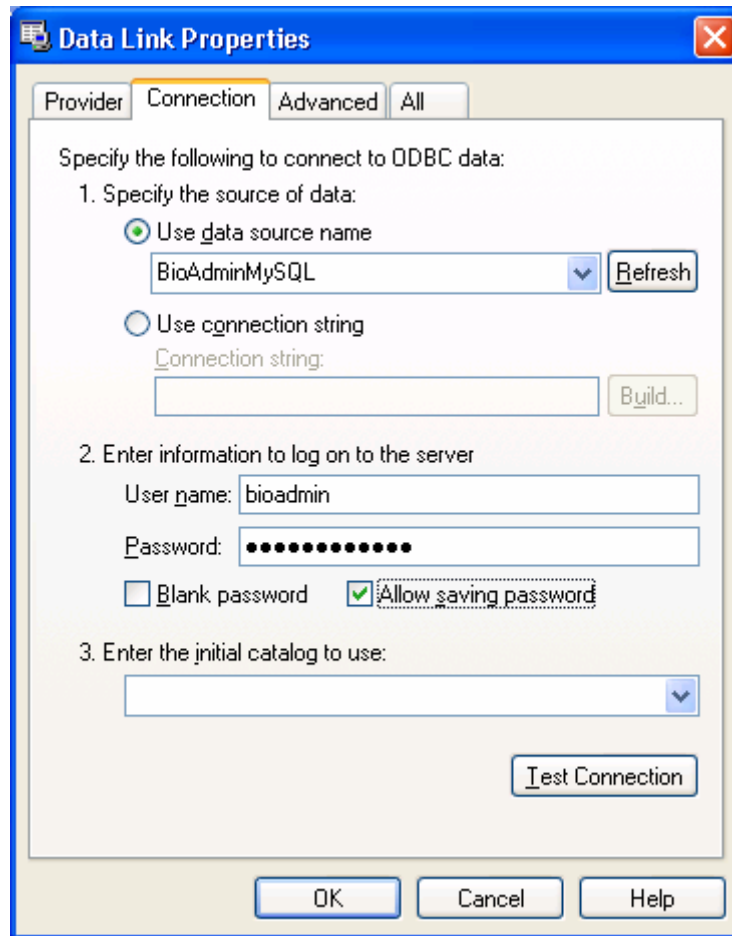 Data Link Properties
Provider Connection Advanced All
Specify the following to connect to ODBC data:
1. Specify the source of data:
Use data source name
BioAdminMySQL Refresh
Use connection string
Connection string:
Build...
2. Enter information to log on to the server
User name: bioadmin
Password: ●●●●●●●●●●●●
Blank password Allow saving password
3. Enter the initial catalog to use:
Test Connection
OK Cancel Help